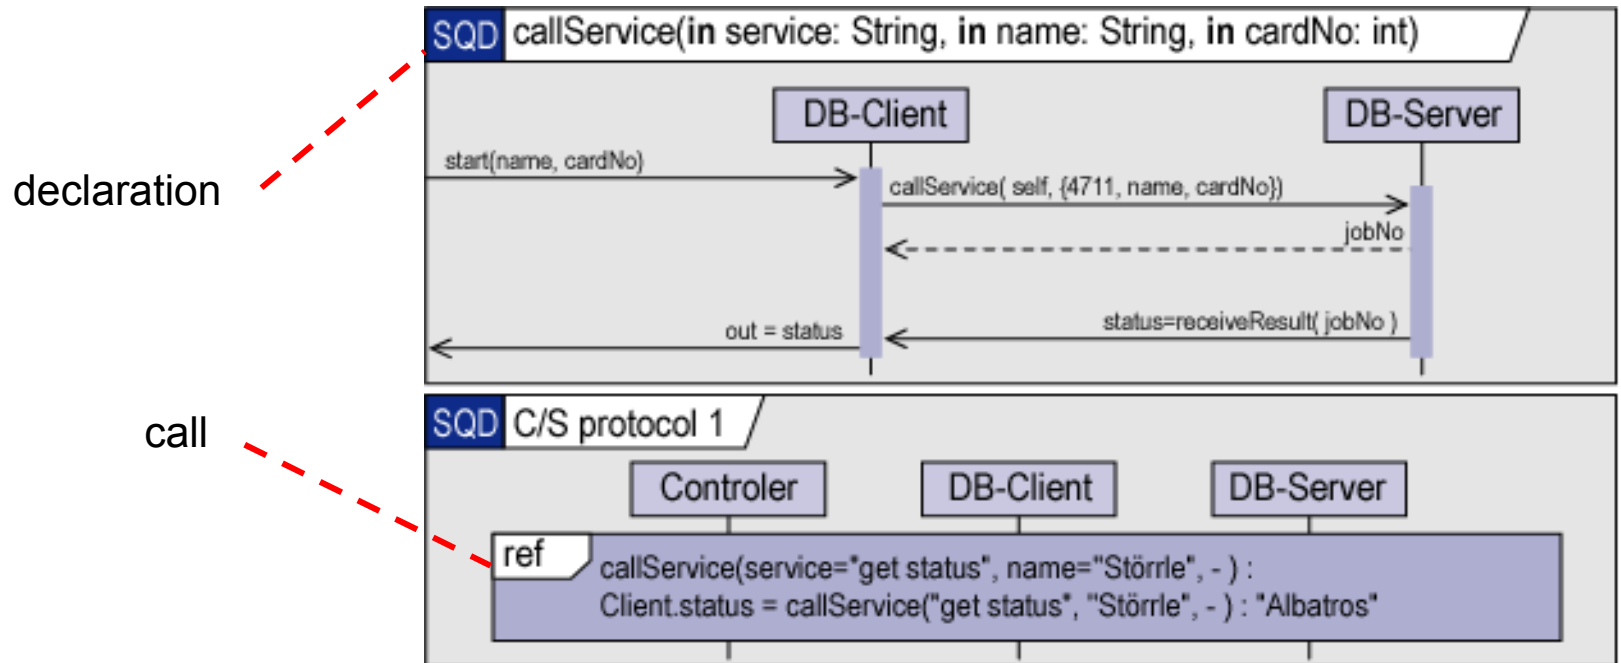 SQD callService(in service: String, in name: String, in cardNo: int)
DB-Client DB-Server
start(name, cardNo)
callService( self, {4711, name, cardNo})
declaration
jobNo
status=receiveResult( jobNo )
out = status
SQD C/S protocol 1
call
Controler DB-Client DB-Server
ref
callService(service="get status", name="Störrle", - ) :
Client.status = callService("get status", "Störrle", - ) : "Albatros"